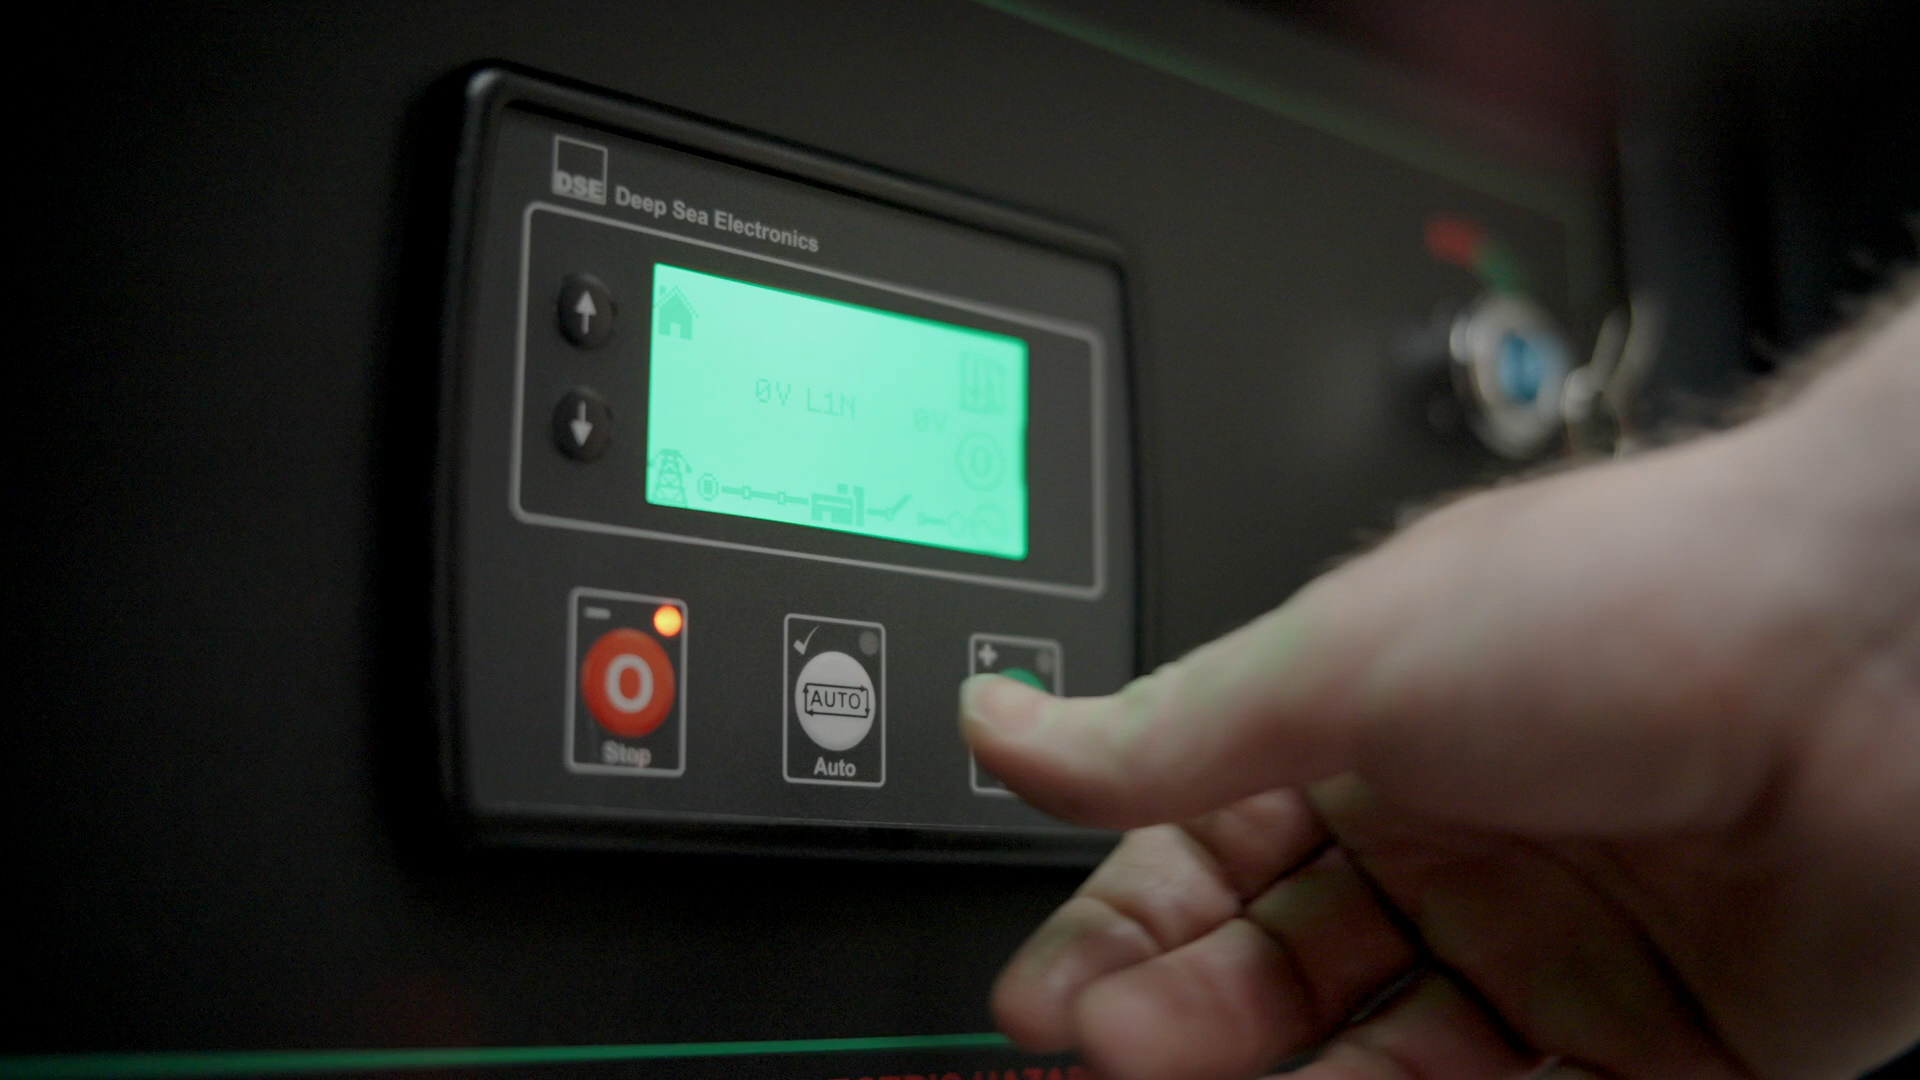 DSE Deep Sea Electronics
0V L1N 0V
O
O
AUTO
Stop
Auto